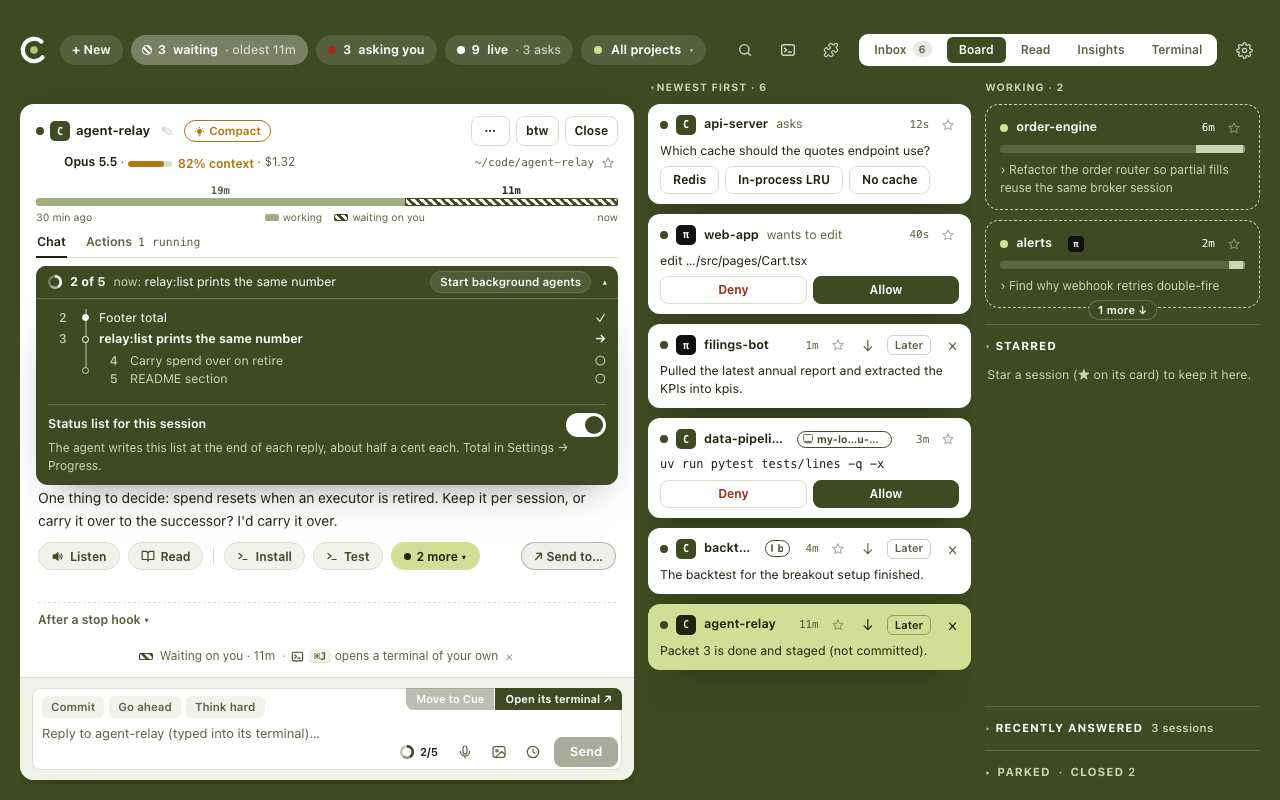 + New
3 waiting · oldest 11m
3 asking you
9 live · 3 asks
All projects
Inbox 6
Board
Read
Insights
Terminal
C agent-relay
Compact
···
btw
Close
Opus 5.5 · 82% context · $1.32
~/code/agent-relay
19m
11m
30 min ago
working
waiting on you
now
Chat
Actions 1 running
2 of 5 now: relay:list prints the same number
Start background agents
2 Footer total
3 relay:list prints the same number
4 Carry spend over on retire
5 README section
Status list for this session
The agent writes this list at the end of each reply, about half a cent each. Total in Settings →
Progress.
One thing to decide: spend resets when an executor is retired. Keep it per session, or
carry it over to the successor? I'd carry it over.
Listen
Read
Install
Test
2 more
Send to...
After a stop hook
Waiting on you · 11m · ⌘J opens a terminal of your own ×
Commit
Go ahead
Think hard
Move to Cue
Open its terminal ↗
Reply to agent-relay (typed into its terminal)...
2/5
Send
NEWEST FIRST · 6
C api-server asks 12s
Which cache should the quotes endpoint use?
Redis
In-process LRU
No cache
π web-app wants to edit 40s
edit .../src/pages/Cart.tsx
Deny
Allow
π filings-bot 1m ↓ Later ×
Pulled the latest annual report and extracted the
KPIs into kpis.
C data-pipeli... my-lo...u-... 3m
uv run pytest tests/lines -q -x
Deny
Allow
C backt... 4m ↓ Later ×
The backtest for the breakout setup finished.
C agent-relay 11m ↓ Later ×
Packet 3 is done and staged (not committed).
WORKING · 2
order-engine 6m
› Refactor the order router so partial fills
reuse the same broker session
alerts π 2m
› Find why webhook retries double-fire
1 more ↓
STARRED
Star a session (★ on its card) to keep it here.
RECENTLY ANSWERED 3 sessions
PARKED · CLOSED 2